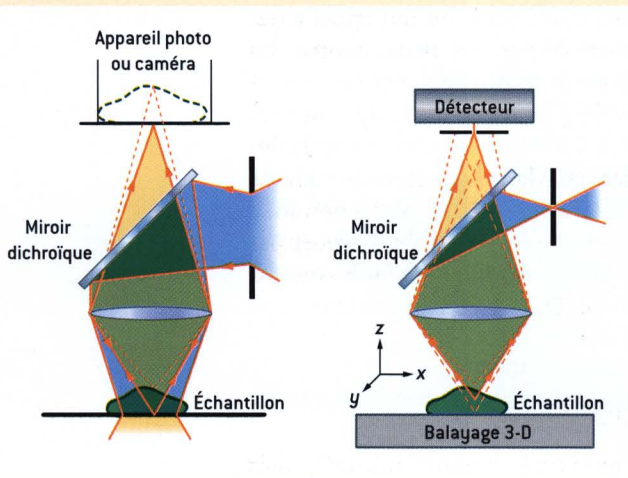 Appareil photo
ou caméra
Miroir
dichroïque
Échantillon
Détecteur
Miroir
dichroïque
z
x
y
Échantillon
Balayage 3-D